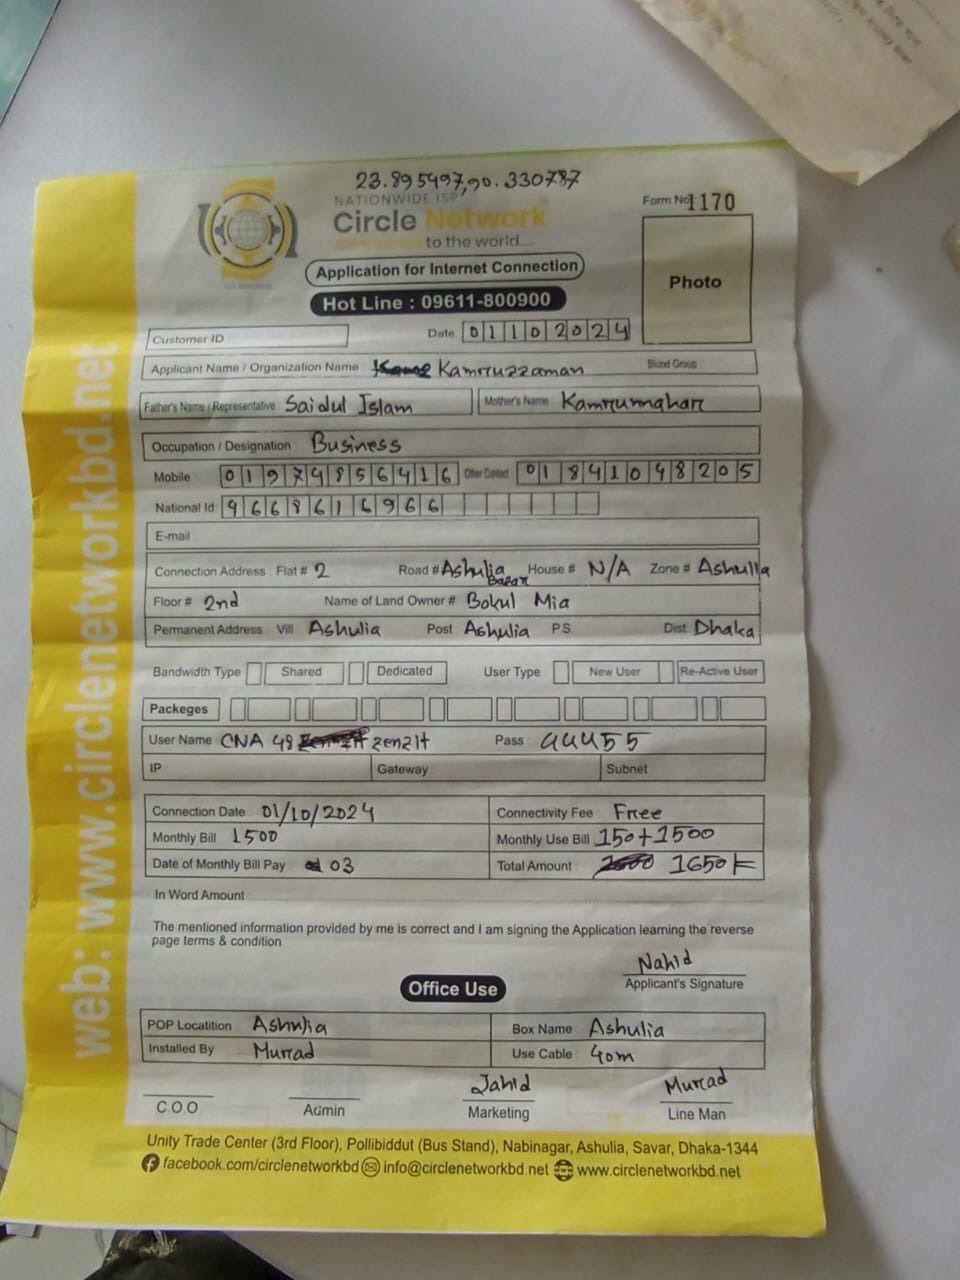 23.895497,90.330787
NATIONWIDE ISP
Circle Network
to the world....
Form No 1170
Photo
Application for Internet Connection
Hot Line : 09611-800900
Customer ID
Date 01102024
Applicant Name / Organization Name Kamruzzaman Blood Group
Father's Name / Representative Saidul Islam Mother's Name Kamrunnahar
Occupation / Designation Business
Mobile 01974856416 Other Contact 01841048205
National Id 9668616966
E-mail
Connection Address Flat # 2 Road # Ashulia Bazar House # N/A Zone # Ashulia
Floor # 2nd Name of Land Owner # Bokul Mia
Permanent Address Vill Ashulia Post Ashulia PS Dist Dhaka
Bandwidth Type Shared Dedicated User Type New User Re-Active User
Packeges
User Name CNA 48 zenzlt Pass 44455
IP Gateway Subnet
Connection Date 01/10/2024 Connectivity Fee Free
Monthly Bill 1500 Monthly Use Bill 150+1500
Date of Monthly Bill Pay 03 Total Amount 1650
In Word Amount
The mentioned information provided by me is correct and I am signing the Application learning the reverse
page terms & condition
Nahid
Applicant's Signature
Office Use
POP Locatition Ashulia Box Name Ashulia
Installed By Murad Use Cable 40m
C.O.O Admin Jahid Marketing Murad Line Man
Unity Trade Center (3rd Floor), Pollibiddut (Bus Stand), Nabinagar, Ashulia, Savar, Dhaka-1344
facebook.com/circlenetworkbd info@circlenetworkbd.net www.circlenetworkbd.net
web: www.circlenetworkbd.net